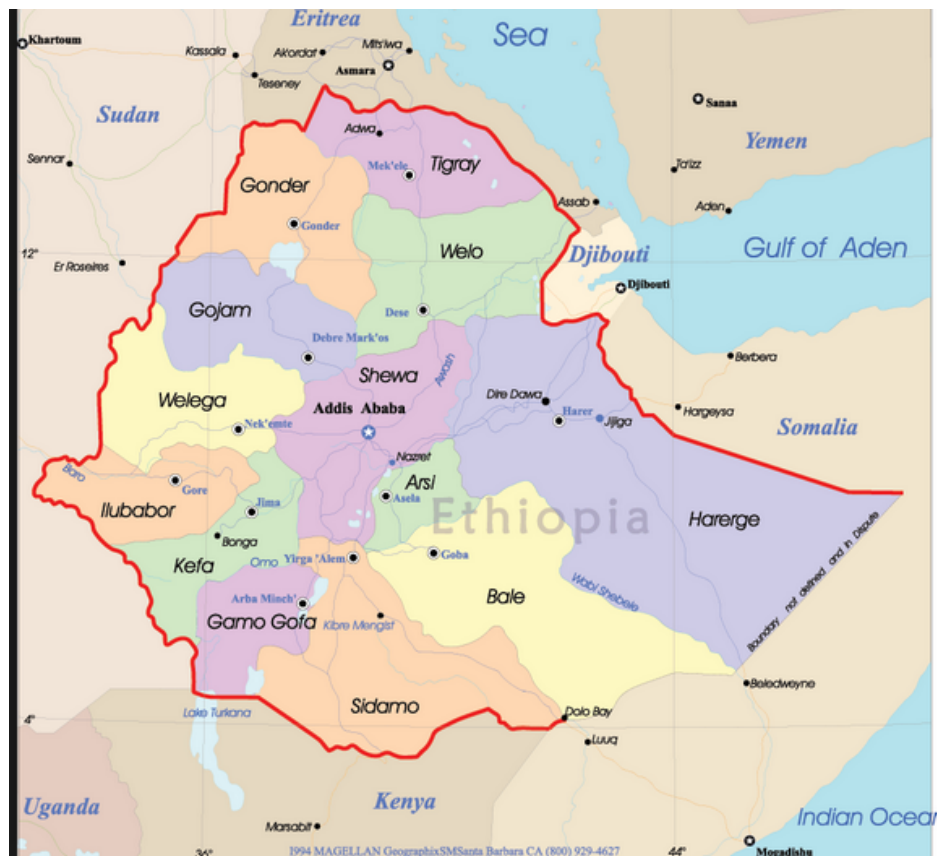 Eritrea
Sea
Khartoum
Kassala
Akordat
Mits'iwa
Asmara
Teseney
Sanaa
Sudan
Yemen
Adwa
Sennar
Mek'ele
Tigray
Ta'izz
Gonder
Assab
Aden
Gonder
Welo
Djibouti
Gulf of Aden
12°
Er Roseires
Djibouti
Gojam
Dese
Debre Mark'os
Berbera
Shewa
Awash
Welega
Addis Ababa
Dire Dawa
Harer
Jijiga
Hargeysa
Nek'emte
Somalia
Nazret
Baro
Gore
Arsi
Asela
Ilubabor
Jima
Ethiopia
Harerge
Bonga
Kefa
Omo
Yirga 'Alem
Goba
Wabi Shebele
Boundary not defined and in Dispute
Arba Minch'
Bale
Gamo Gofa
Kibre Mengist
Beledweyne
Sidamo
Lake Turkana
Dolo Bay
4°
Luuq
Uganda
Kenya
Indian Ocear
Marsabit
36°
1994 MAGELLAN GeographixSMSanta Barbara CA (800) 929-4627
44°
Mogadishu